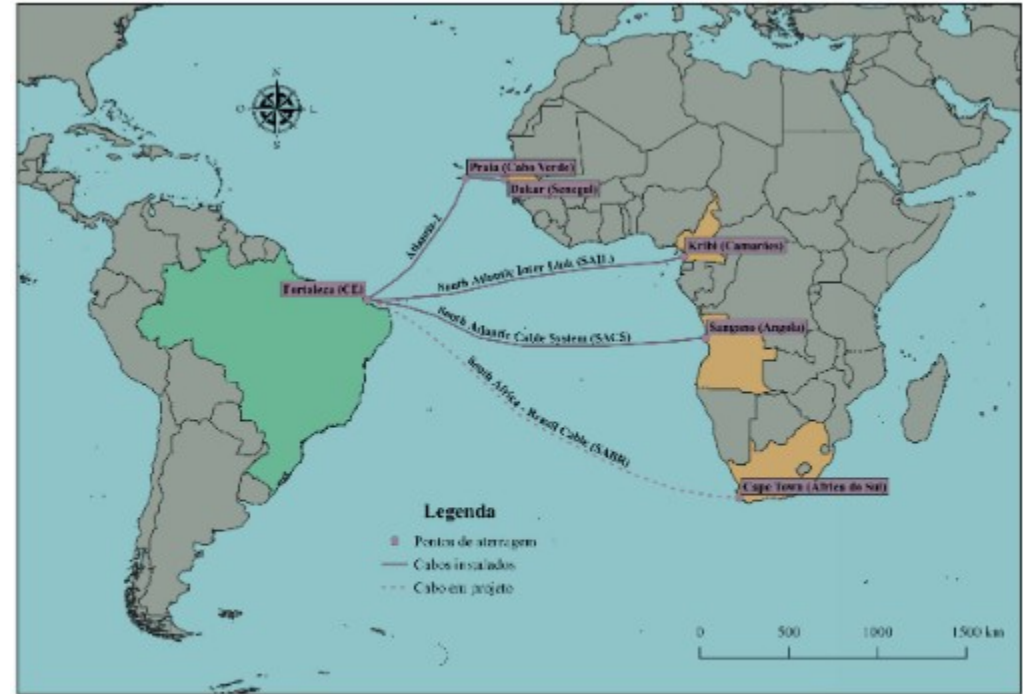 N
O
L
S
Praia (Cabo Verde)
Dakar (Senegal)
Atlantis-2
Kribi (Camarões)
South Atlantic Inter Link (SAIL)
Fortaleza (CE)
South Atlantic Cable System (SACS)
Sangano (Angola)
South Africa - Brazil Cable (SABR)
Cape Town (África do Sul)
Legenda
Pontos de aterragem
Cabos instalados
Cabo em projeto
0 500 1000 1500 km